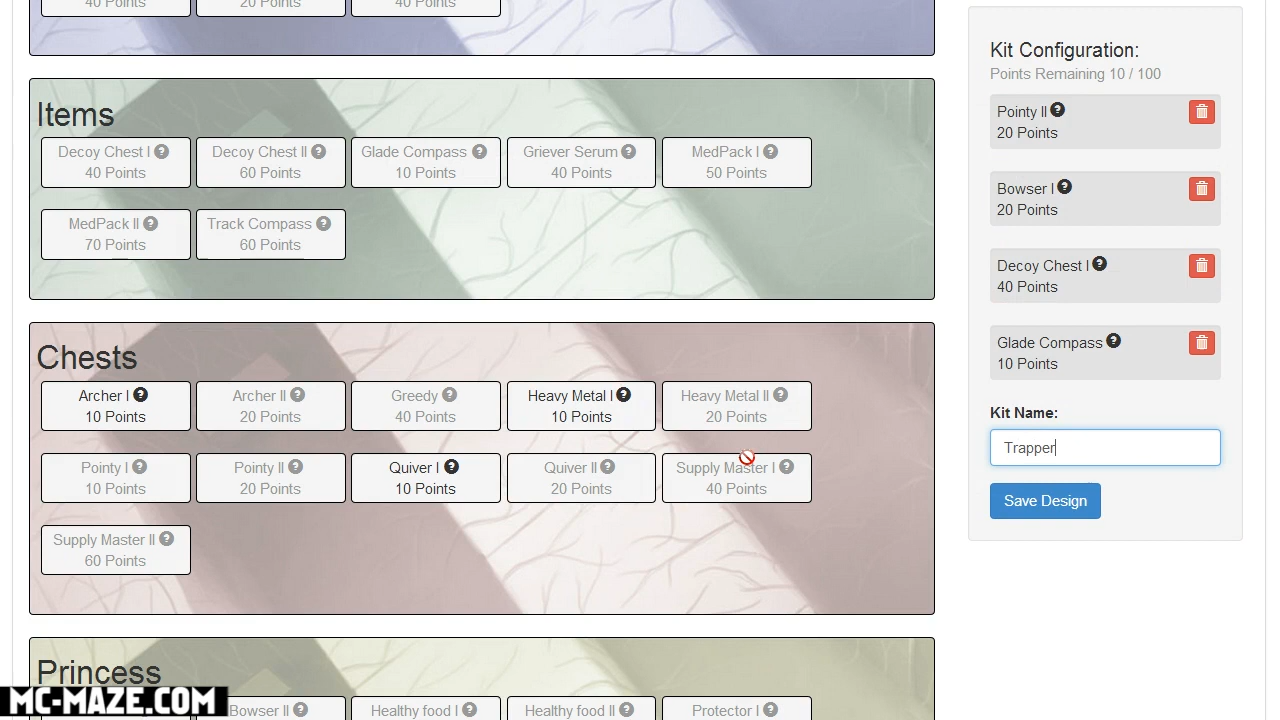 40 Points
20 Points
40 Points
Items
Decoy Chest I ?
40 Points
Decoy Chest II ?
60 Points
Glade Compass ?
10 Points
Griever Serum ?
40 Points
MedPack I ?
50 Points
MedPack II ?
70 Points
Track Compass ?
60 Points
Chests
Archer I ?
10 Points
Archer II ?
20 Points
Greedy ?
40 Points
Heavy Metal I ?
10 Points
Heavy Metal II ?
20 Points
Pointy I ?
10 Points
Pointy II ?
20 Points
Quiver I ?
10 Points
Quiver II ?
20 Points
Supply Master I ?
40 Points
Supply Master II ?
60 Points
Princess
Bowser II ?
Healthy food I ?
Healthy food II ?
Protector I ?
MC-MAZE.COM
Kit Configuration:
Points Remaining 10 / 100
Pointy II ?
20 Points
Bowser I ?
20 Points
Decoy Chest I ?
40 Points
Glade Compass ?
10 Points
Kit Name:
Trapper
Save Design